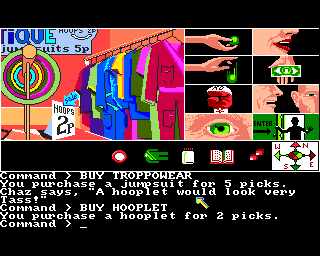 TIQUE HOOPS 2p
jumpsuits 5p
HOOPS
2p
ENTER
N
W E
S
Command > BUY TROPPOWEAR
You purchase a jumpsuit for 5 picks.
Chaz says, "A hooplet would look very
Tass!"
Command > BUY HOOPLET
You purchase a hooplet for 2 picks.
Command > _